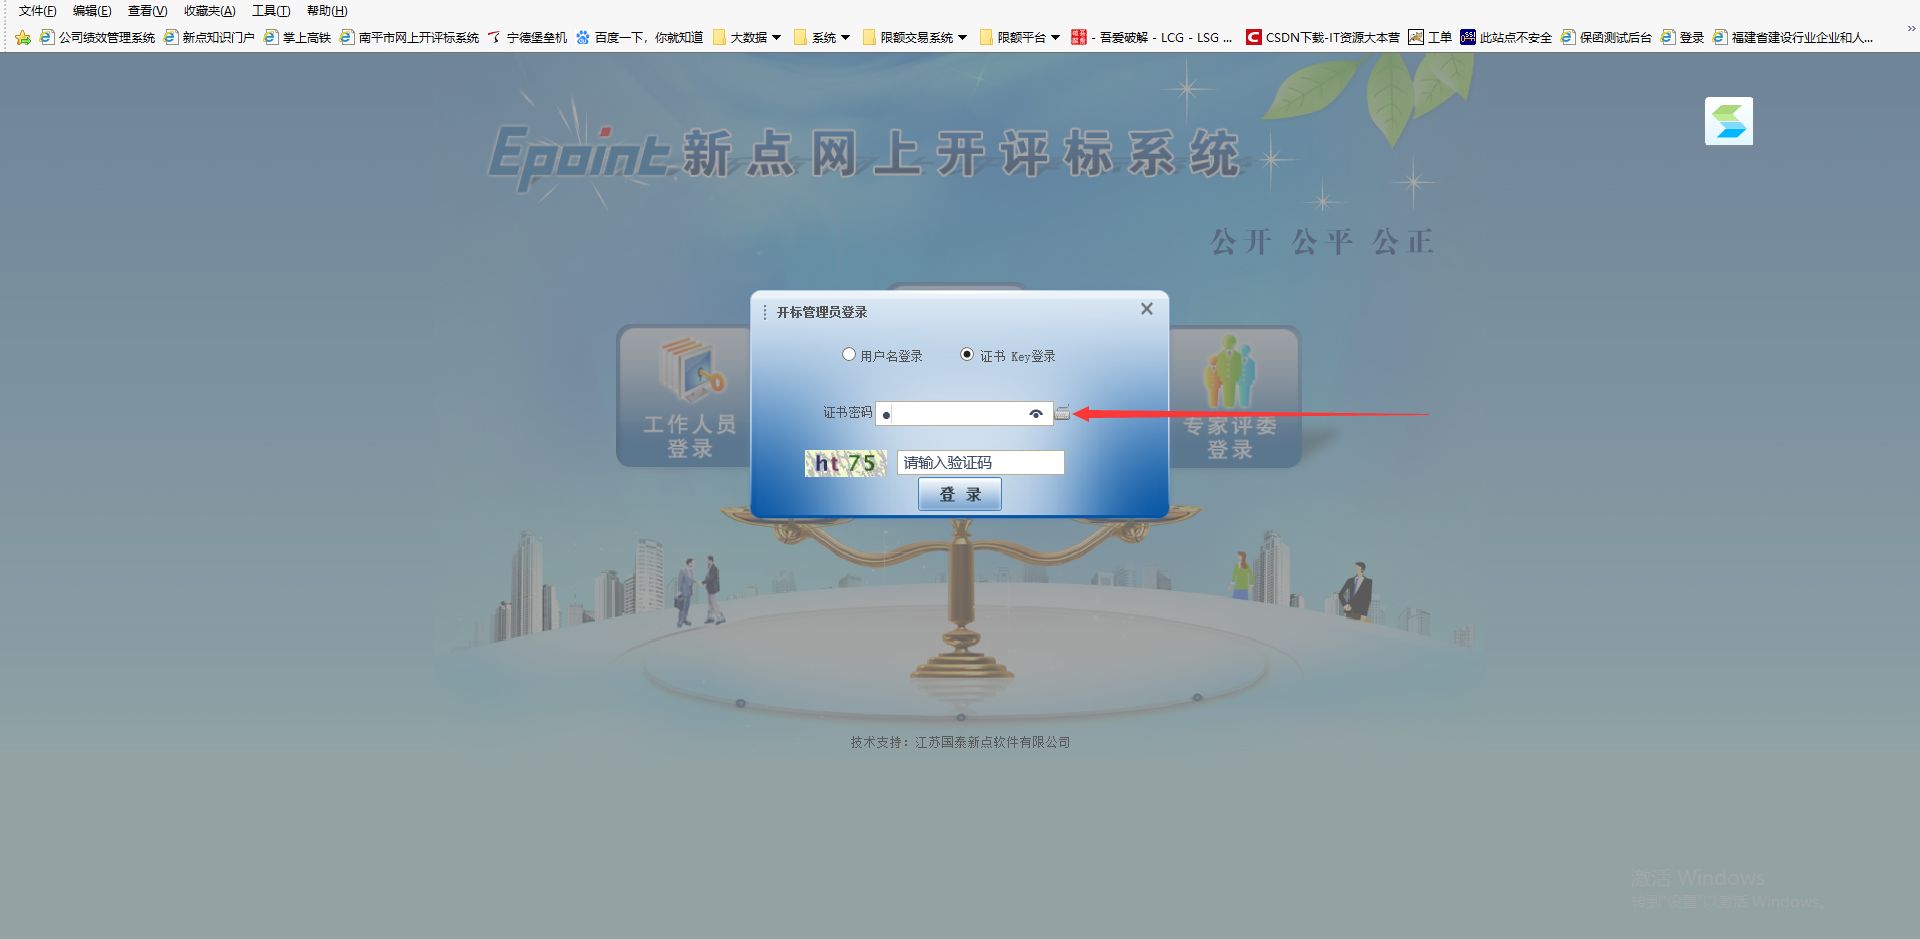 文件(F) 编辑(E) 查看(V) 收藏夹(A) 工具(T) 帮助(H)
公司绩效管理系统 新点知识门户 掌上高铁 南平市网上开评标系统 宁德堡垒机 百度一下，你就知道 大数据 系统 限额交易系统 限额平台 - 吾爱破解 - LCG - LSG ... CSDN下载-IT资源大本营 工单 此站点不安全 保函测试后台 登录 福建省建设行业企业和人... »
Epoint 新点网上开评标系统
公开 公平 公正
开标管理员登录
用户名登录 证书 Key登录
证书密码
ht75 请输入验证码
登 录
工作人员
登录
专家评委
登录
技术支持：江苏国泰新点软件有限公司
激活 Windows
转到"设置"以激活 Windows。